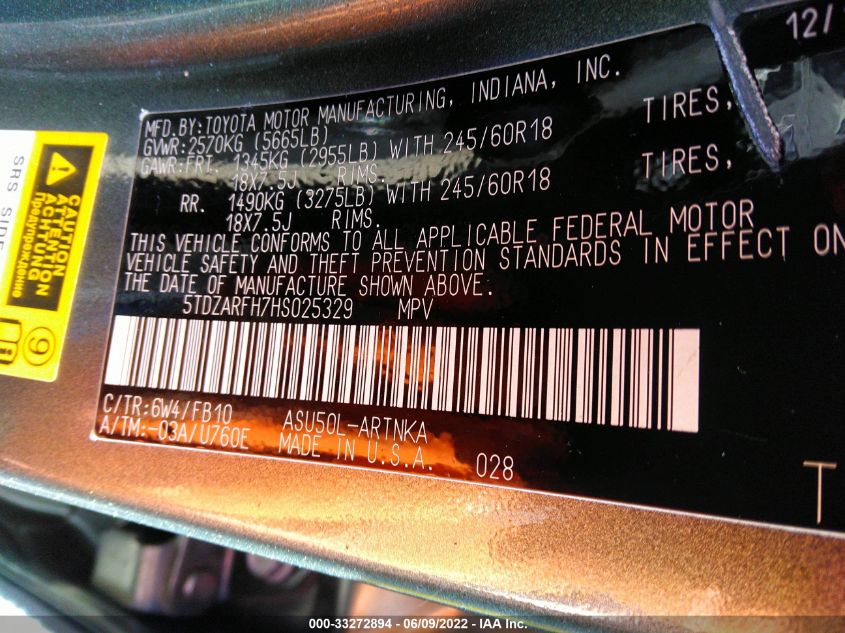 12/
MFD.BY:TOYOTA MOTOR MANUFACTURING, INDIANA, INC.
GVWR:2570KG (5665LB)
GAWR:FRT. 1345KG (2955LB) WITH 245/60R18 TIRES,
18X7.5J RIMS.
RR. 1490KG (3275LB) WITH 245/60R18 TIRES,
18X7.5J RIMS.
THIS VEHICLE CONFORMS TO ALL APPLICABLE FEDERAL MOTOR
VEHICLE SAFETY AND THEFT PREVENTION STANDARDS IN EFFECT ON
THE DATE OF MANUFACTURE SHOWN ABOVE.
5TDZARFH7HS025329 MPV
C/TR:6W4/FB10 ASU50L-ARTNKA
A/TM:-03A/U760E MADE IN U.S.A. 028
T
SRS SIDE
CAUTION
ATTENTION
ACHTUNG
Предупреждение
9
000-33272894 - 06/09/2022 - IAA Inc.